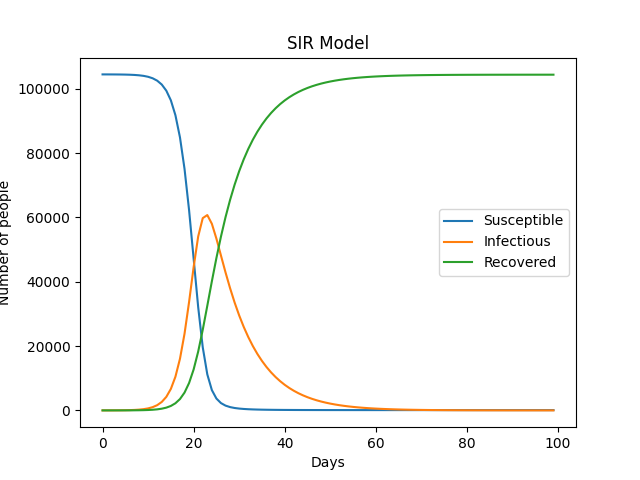 SIR Model
Number of people
100000
80000
60000
40000
20000
0
Susceptible
Infectious
Recovered
0 20 40 60 80 100
Days